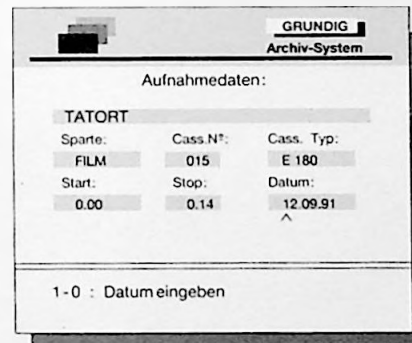 GRUNDIG
Archiv-System
Aufnahmedaten:
TATORT
Sparte: Cass.Nº: Cass. Typ:
FILM 015 E 180
Start: Stop: Datum:
0.00 0.14 12.09.91
^
1-0 : Datum eingeben